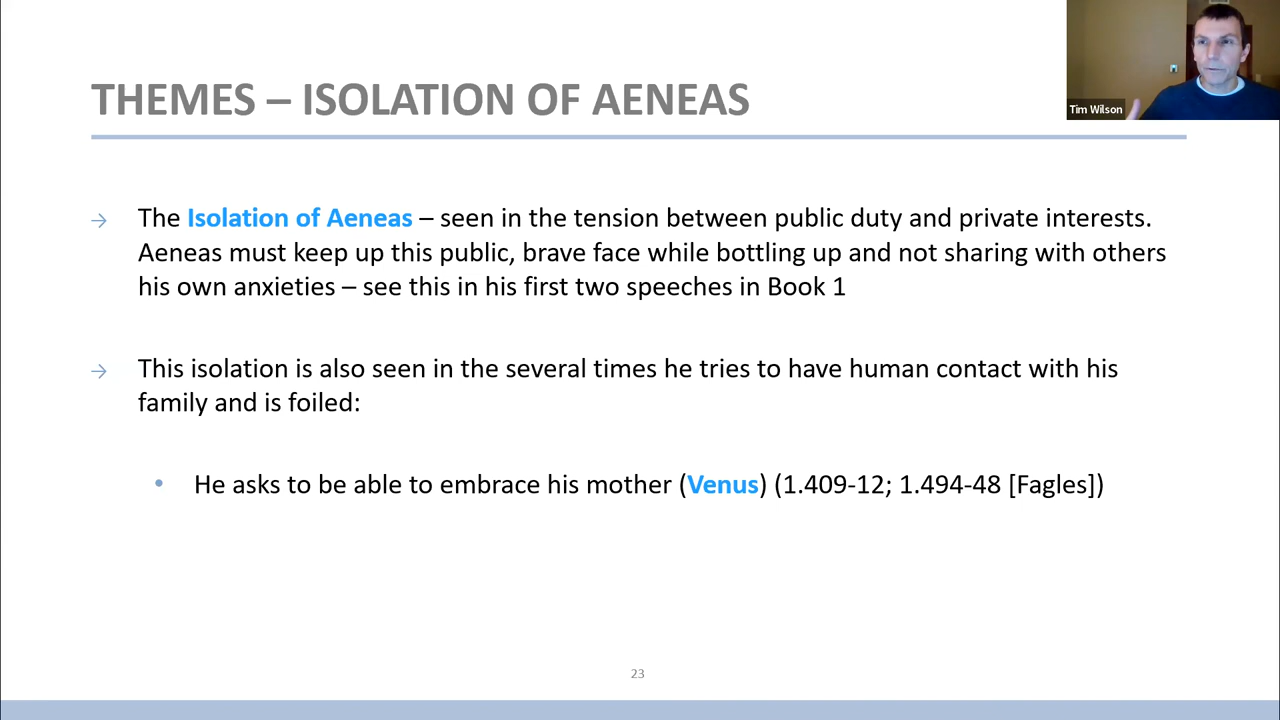 THEMES – ISOLATION OF AENEAS
Tim Wilson
→ The Isolation of Aeneas – seen in the tension between public duty and private interests.
Aeneas must keep up this public, brave face while bottling up and not sharing with others
his own anxieties – see this in his first two speeches in Book 1
→ This isolation is also seen in the several times he tries to have human contact with his
family and is foiled:
• He asks to be able to embrace his mother (Venus) (1.409-12; 1.494-48 [Fagles])
23